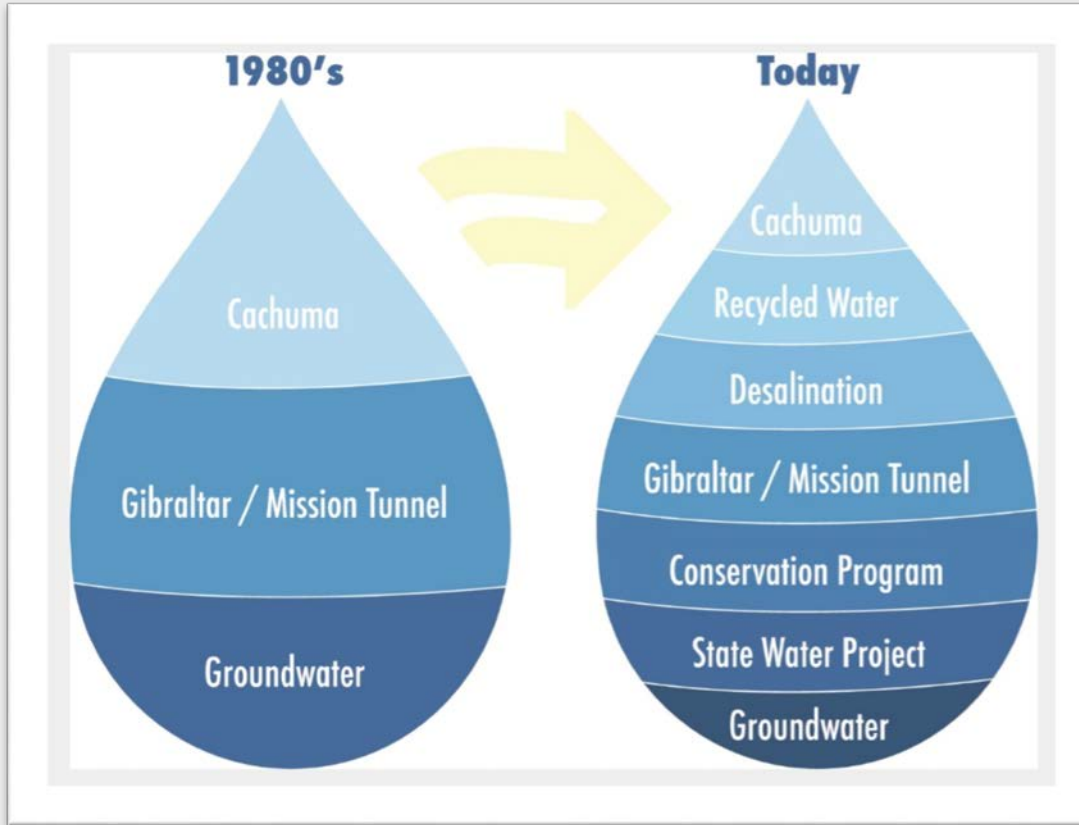 1980's
Cachuma
Gibraltar / Mission Tunnel
Groundwater
Today
Cachuma
Recycled Water
Desalination
Gibraltar / Mission Tunnel
Conservation Program
State Water Project
Groundwater